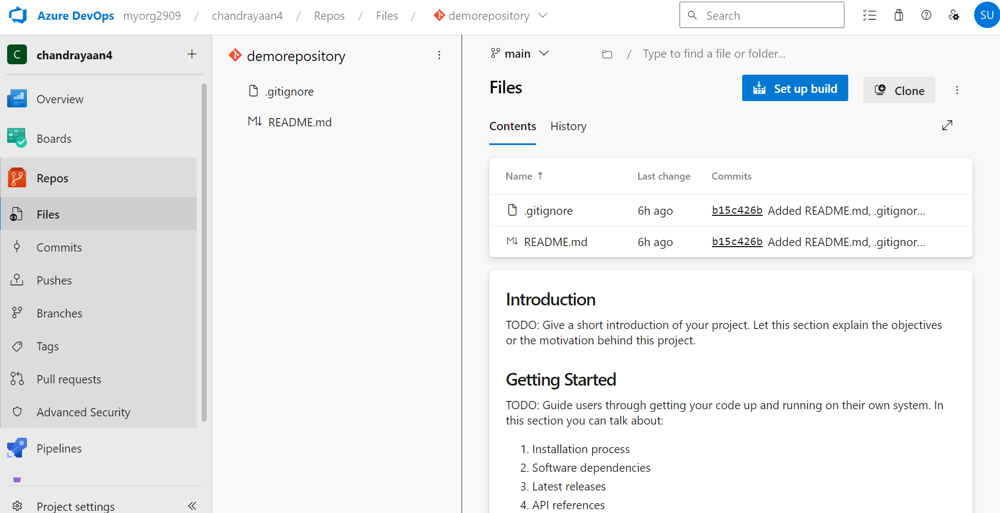 Azure DevOps myorg2909 / chandrayaan4 / Repos / Files / demorepository
Search
SU
C chandrayaan4 +
Overview
Boards
Repos
Files
Commits
Pushes
Branches
Tags
Pull requests
Advanced Security
Pipelines
Project settings
demorepository
.gitignore
M↓ README.md
main
/ Type to find a file or folder...
Files
Set up build
Clone
Contents History
Name ↑ Last change Commits
.gitignore 6h ago b15c426b Added README.md, .gitignor...
M↓ README.md 6h ago b15c426b Added README.md, .gitignor...
Introduction
TODO: Give a short introduction of your project. Let this section explain the objectives
or the motivation behind this project.
Getting Started
TODO: Guide users through getting your code up and running on their own system. In
this section you can talk about:
1. Installation process
2. Software dependencies
3. Latest releases
4. API references